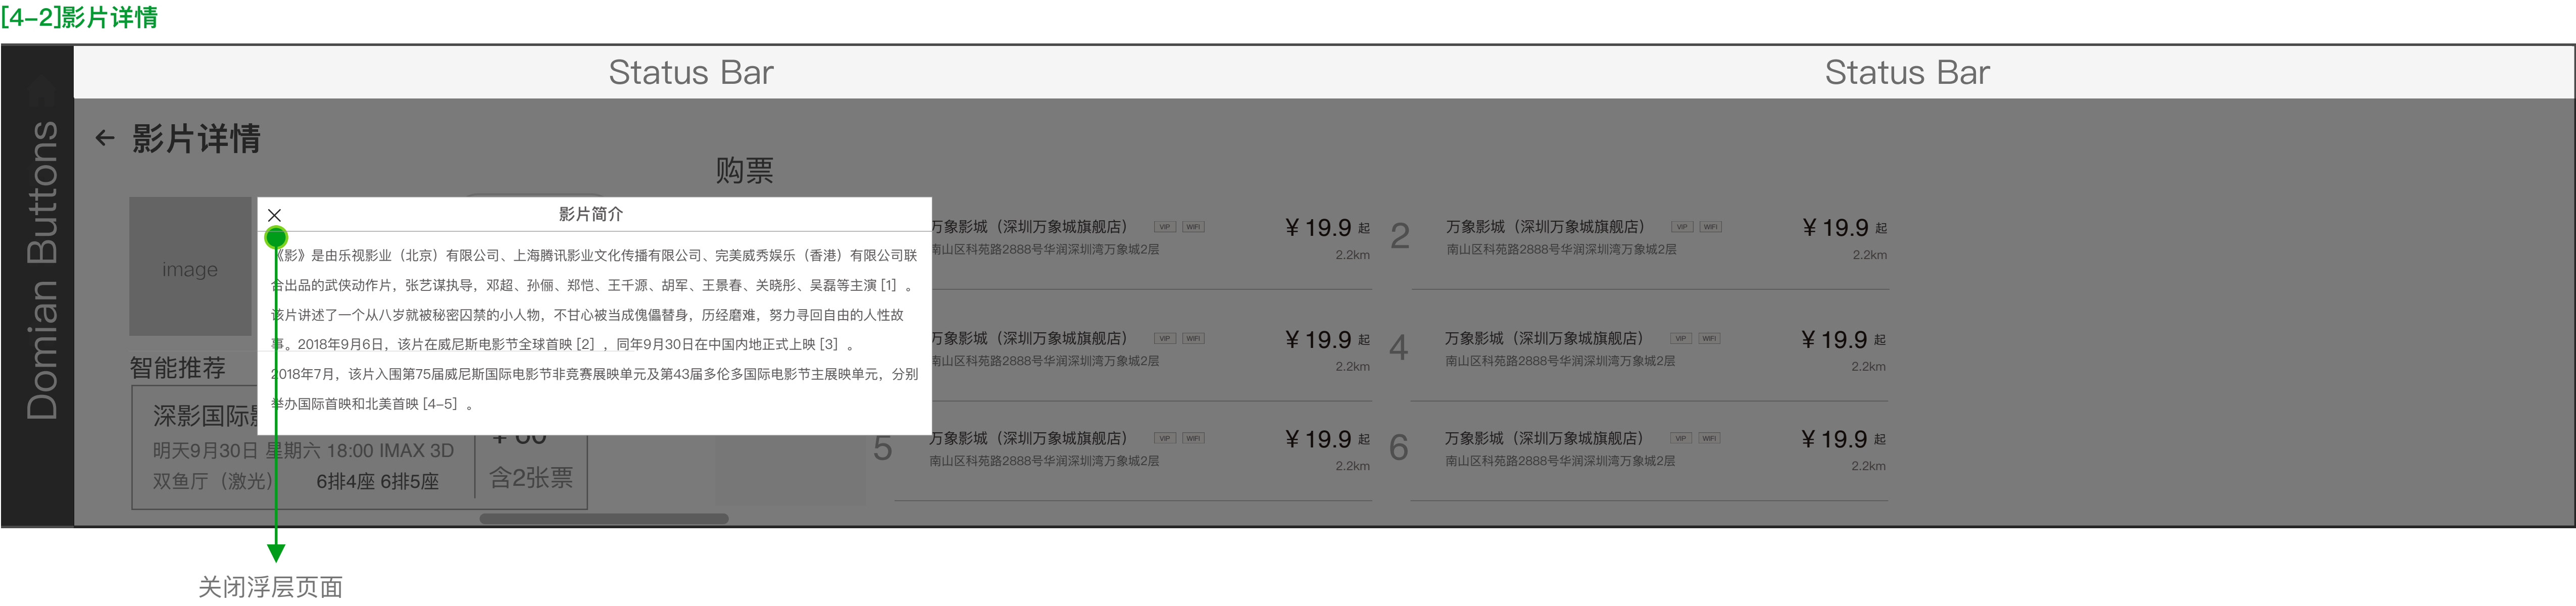 [4-2]影片详情
Status Bar
Status Bar
Domian Buttons
影片详情
购票
image
影片简介
《影》是由乐视影业（北京）有限公司、上海腾讯影业文化传播有限公司、完美威秀娱乐（香港）有限公司联
合出品的武侠动作片，张艺谋执导，邓超、孙俪、郑恺、王千源、胡军、王景春、关晓彤、吴磊等主演 [1] 。
该片讲述了一个从八岁就被秘密囚禁的小人物，不甘心被当成傀儡替身，历经磨难，努力寻回自由的人性故
事。2018年9月6日，该片在威尼斯电影节全球首映 [2] ，同年9月30日在中国内地正式上映 [3] 。
2018年7月，该片入围第75届威尼斯国际电影节非竞赛展映单元及第43届多伦多国际电影节主展映单元，分别
举办国际首映和北美首映 [4-5] 。
万象影城（深圳万象城旗舰店） VIP WIFI ¥ 19.9 起
南山区科苑路2888号华润深圳湾万象城2层 2.2km
2 万象影城（深圳万象城旗舰店） VIP WIFI ¥ 19.9 起
南山区科苑路2888号华润深圳湾万象城2层 2.2km
万象影城（深圳万象城旗舰店） VIP WIFI ¥ 19.9 起
南山区科苑路2888号华润深圳湾万象城2层 2.2km
4 万象影城（深圳万象城旗舰店） VIP WIFI ¥ 19.9 起
南山区科苑路2888号华润深圳湾万象城2层 2.2km
5 万象影城（深圳万象城旗舰店） VIP WIFI ¥ 19.9 起
南山区科苑路2888号华润深圳湾万象城2层 2.2km
6 万象影城（深圳万象城旗舰店） VIP WIFI ¥ 19.9 起
南山区科苑路2888号华润深圳湾万象城2层 2.2km
智能推荐
深影国际
明天9月30日 星期六 18:00 IMAX 3D
双鱼厅（激光） 6排4座 6排5座
含2张票
关闭浮层页面